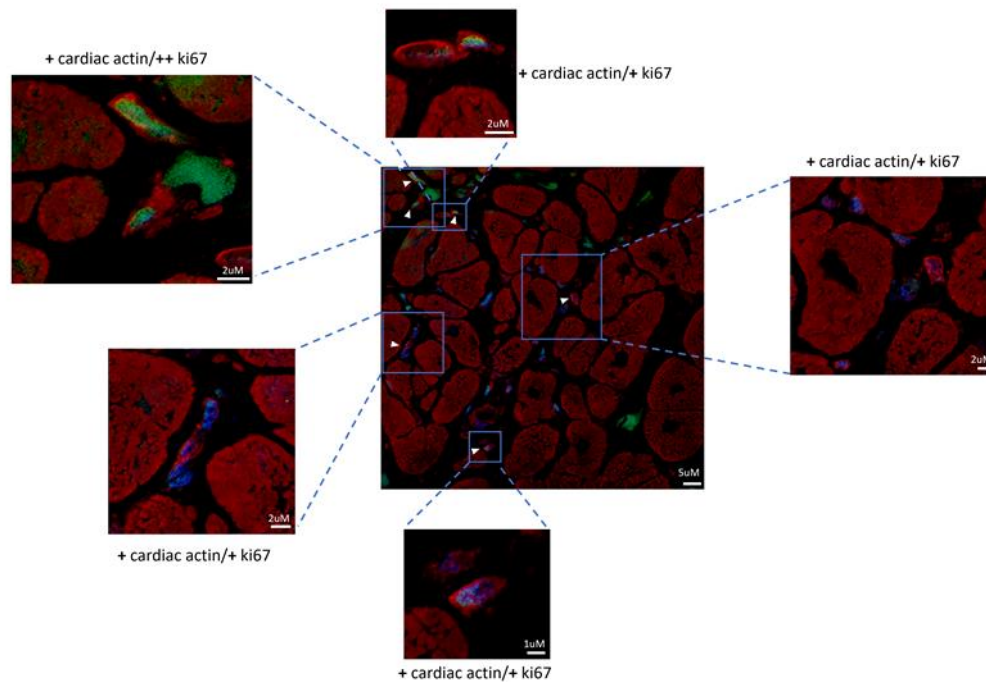 + cardiac actin/++ ki67
+ cardiac actin/+ ki67
+ cardiac actin/+ ki67
2uM
2uM
2uM
2uM
5uM
+ cardiac actin/+ ki67
1uM
+ cardiac actin/+ ki67